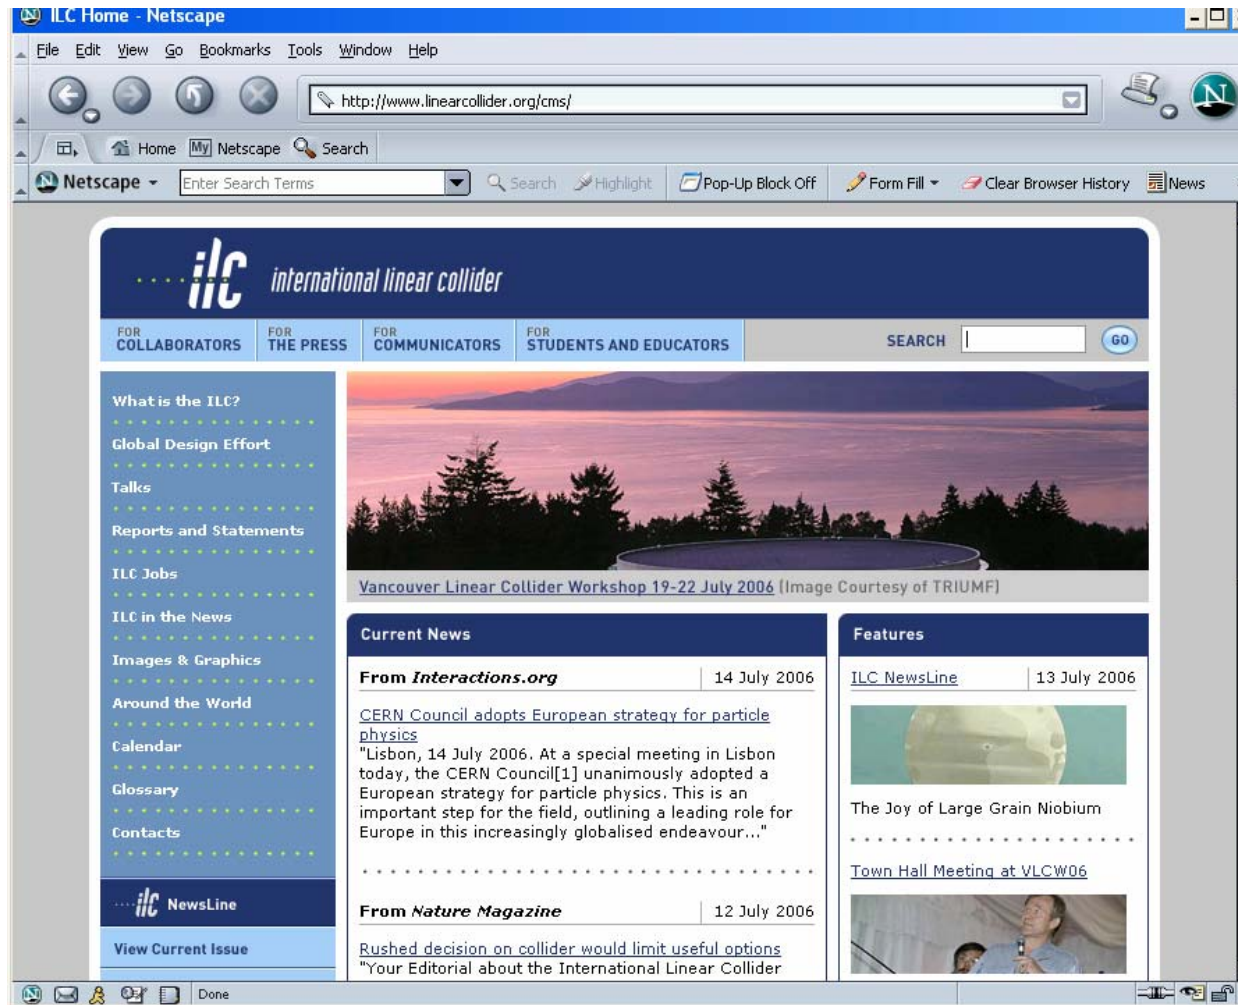 ILC Home - Netscape
File Edit View Go Bookmarks Tools Window Help
http://www.linearcollider.org/cms/
N
Home My Netscape Search
N Netscape Enter Search Terms Search Highlight Pop-Up Block Off Form Fill Clear Browser History News
ilc international linear collider
FOR COLLABORATORS FOR THE PRESS FOR COMMUNICATORS FOR STUDENTS AND EDUCATORS SEARCH GO
What is the ILC?
Global Design Effort
Talks
Reports and Statements
ILC Jobs
ILC in the News
Images & Graphics
Around the World
Calendar
Glossary
Contacts
ilc NewsLine
View Current Issue
Vancouver Linear Collider Workshop 19-22 July 2006 (Image Courtesy of TRIUMF)
Current News
From Interactions.org 14 July 2006
CERN Council adopts European strategy for particle
physics
"Lisbon, 14 July 2006. At a special meeting in Lisbon
today, the CERN Council[1] unanimously adopted a
European strategy for particle physics. This is an
important step for the field, outlining a leading role for
Europe in this increasingly globalised endeavour..."
From Nature Magazine 12 July 2006
Rushed decision on collider would limit useful options
"Your Editorial about the International Linear Collider
Features
ILC NewsLine 13 July 2006
The Joy of Large Grain Niobium
Town Hall Meeting at VLCW06
Done